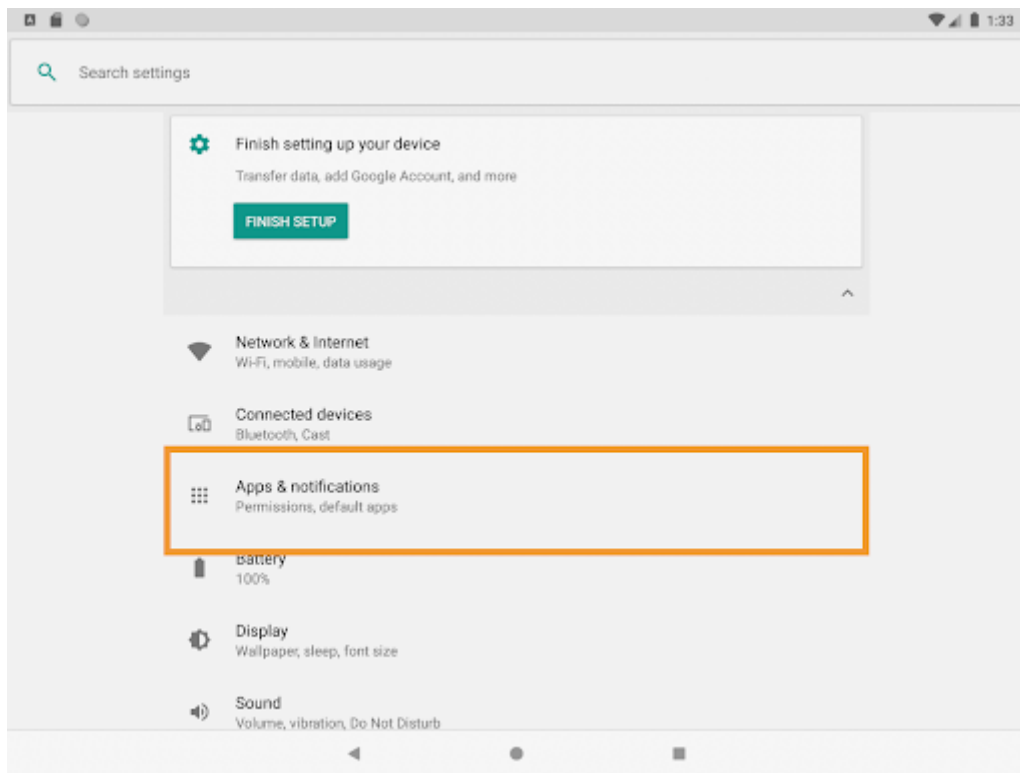 1:33
Search settings
Finish setting up your device
Transfer data, add Google Account, and more
FINISH SETUP
Network & Internet
Wi-Fi, mobile, data usage
Connected devices
Bluetooth, Cast
Apps & notifications
Permissions, default apps
Battery
100%
Display
Wallpaper, sleep, font size
Sound
Volume, vibration, Do Not Disturb